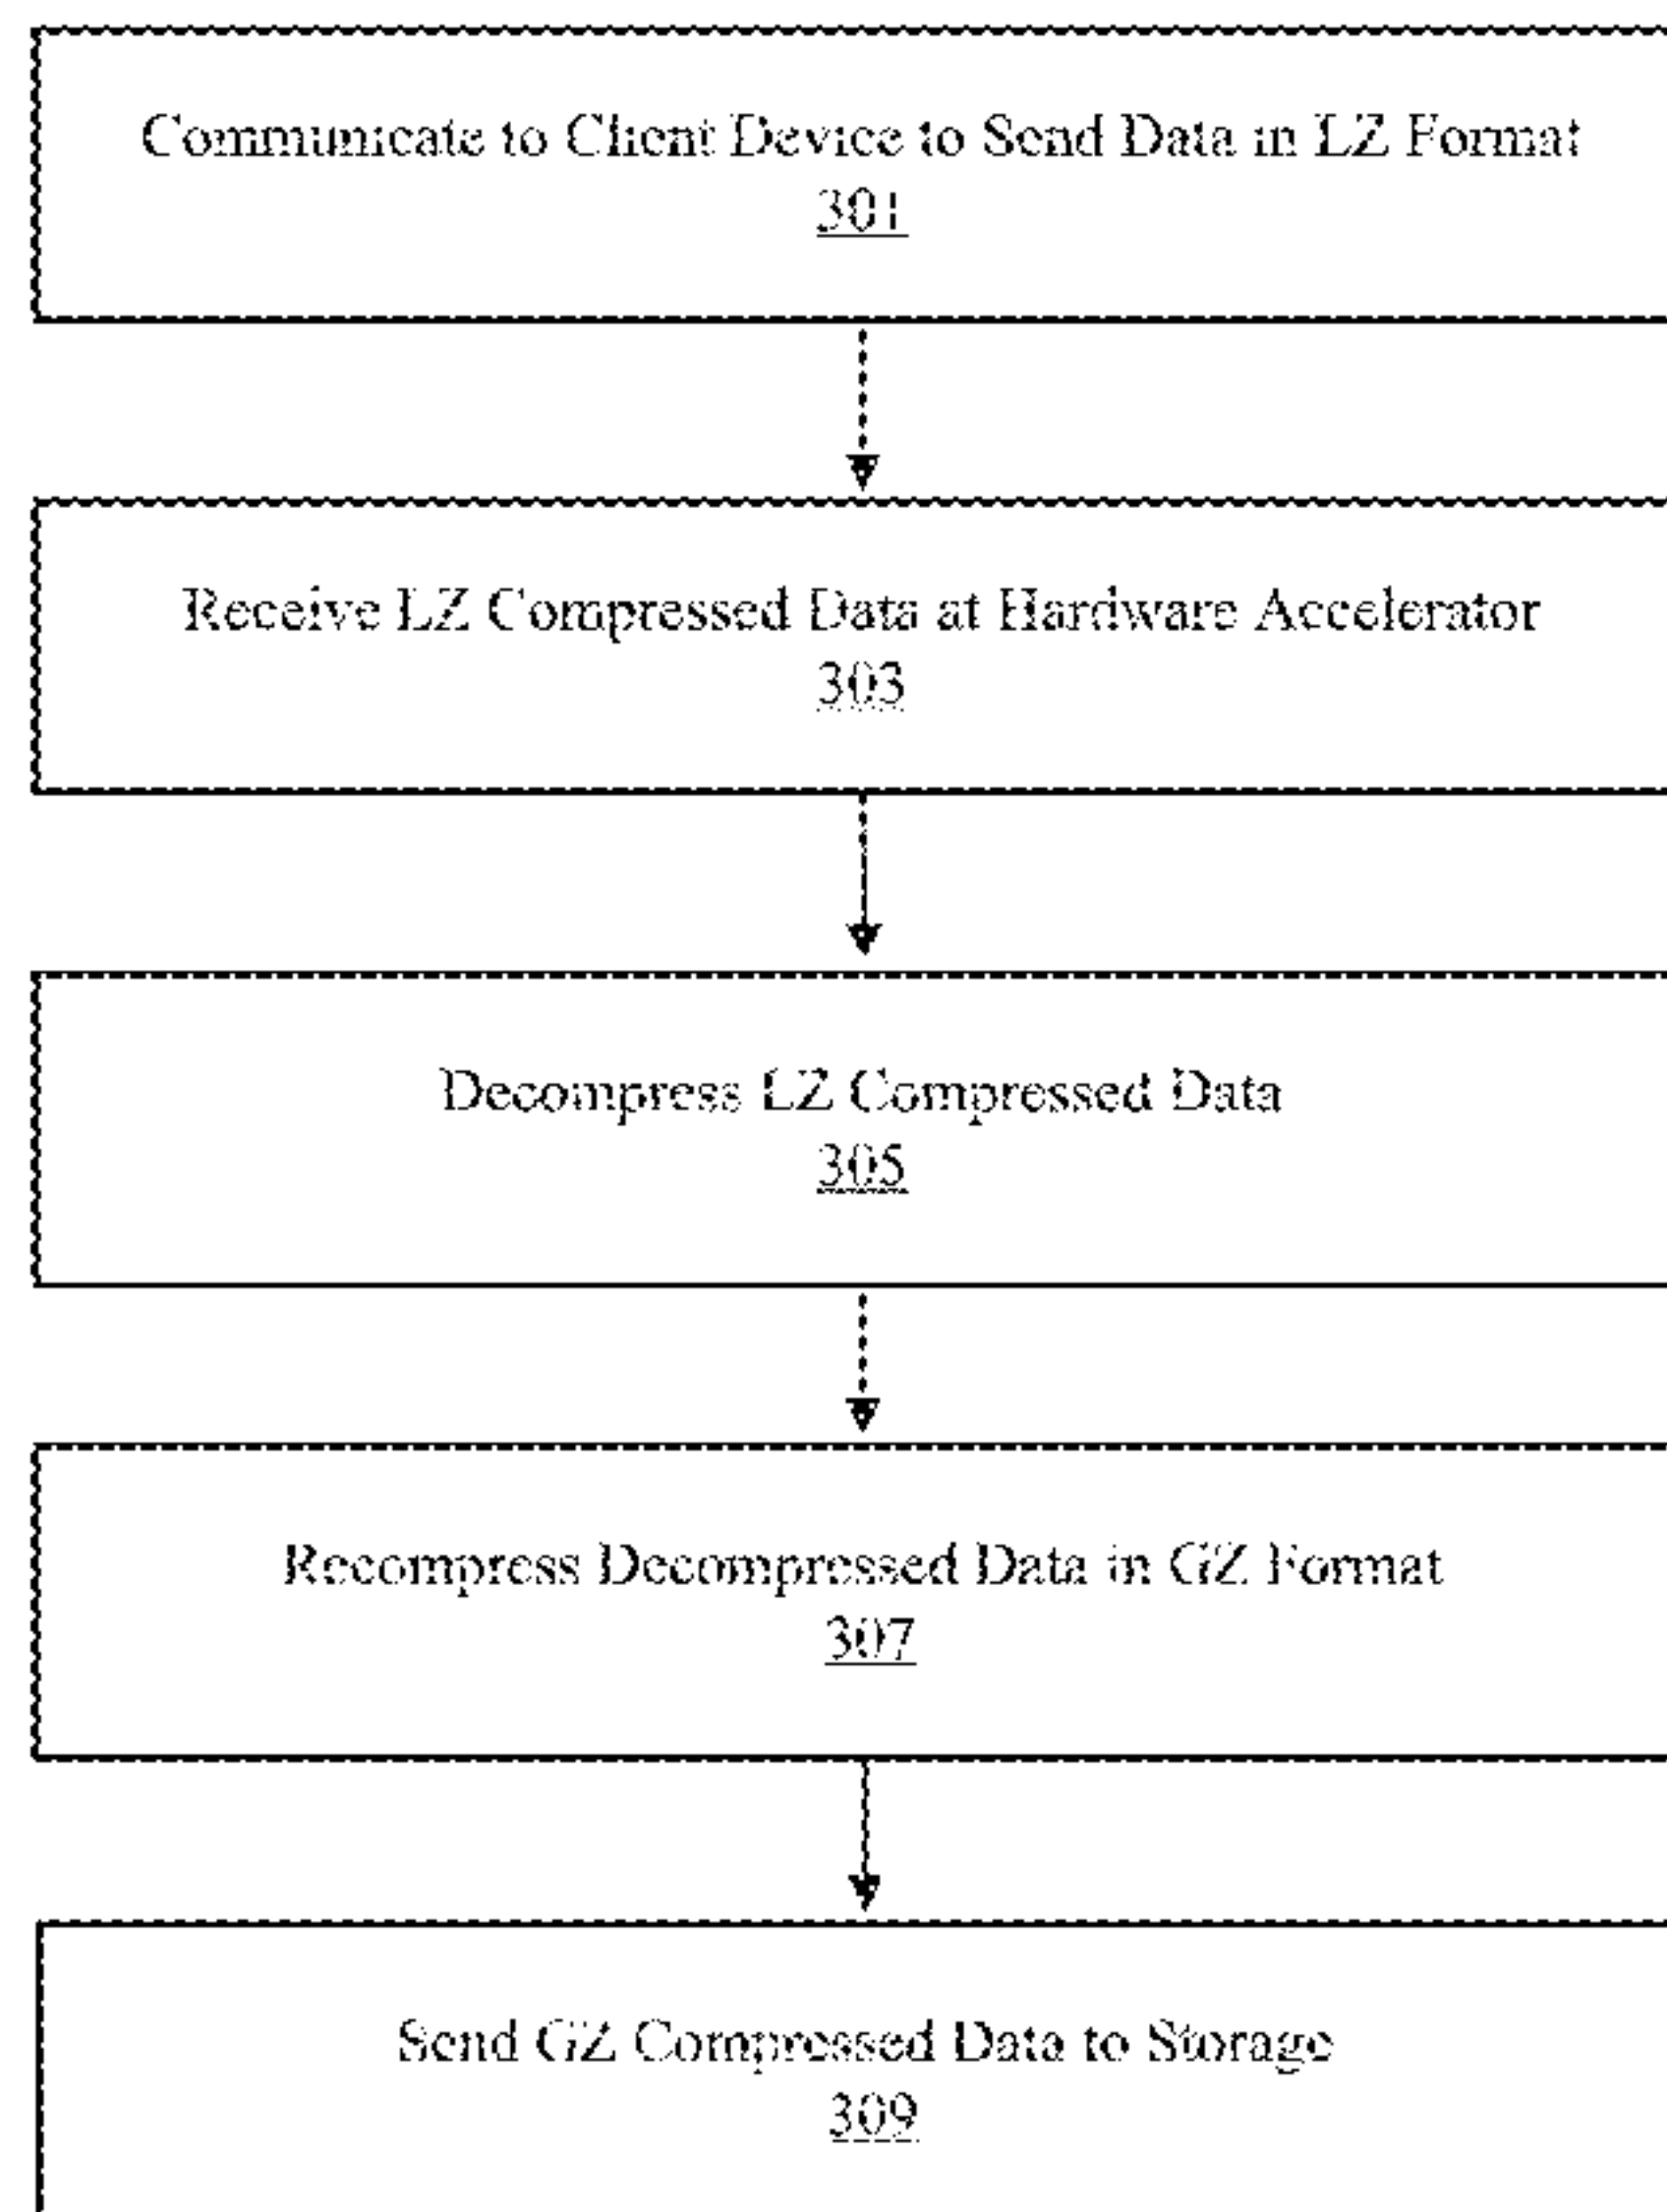 Communicate to Client Device to Send Data in LZ Format
301
Receive LZ Compressed Data at Hardware Accelerator
303
Decompress LZ Compressed Data
305
Recompress Decompressed Data in GZ Format
307
Send GZ Compressed Data to Storage
309